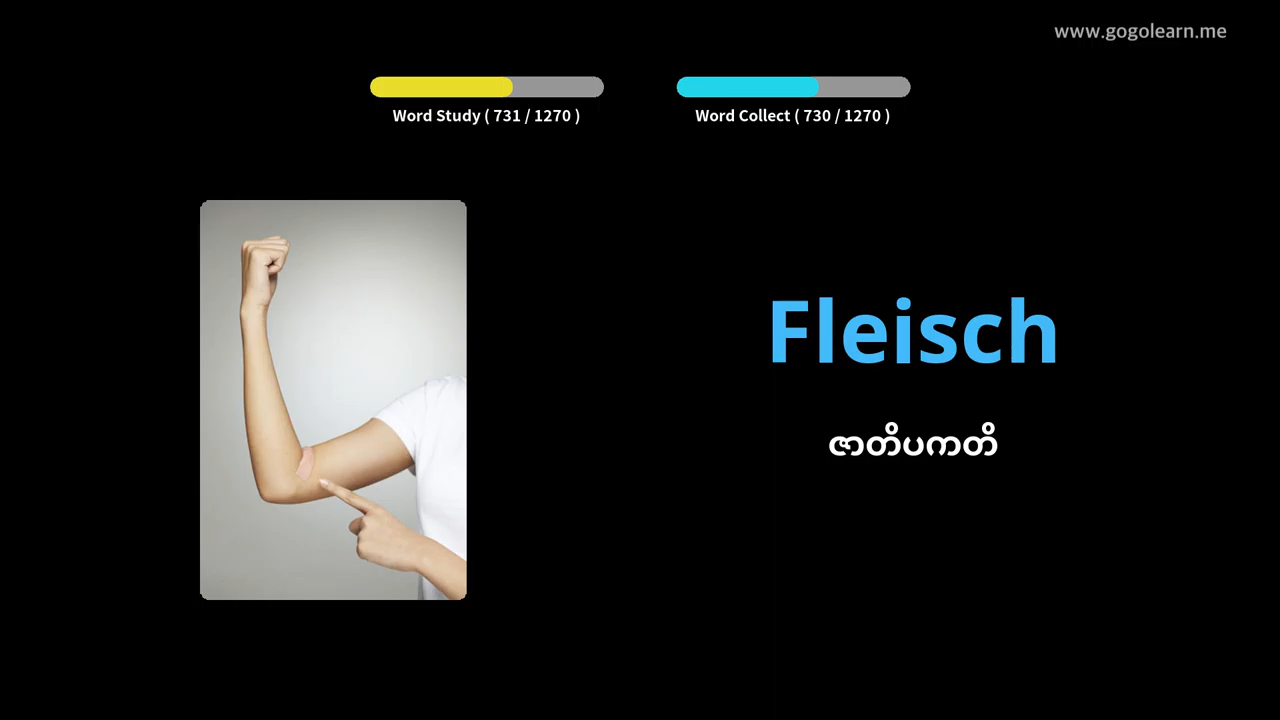 www.gogolearn.me
Word Study ( 731 / 1270 )
Word Collect ( 730 / 1270 )
Fleisch
ဇာတိပကတိ